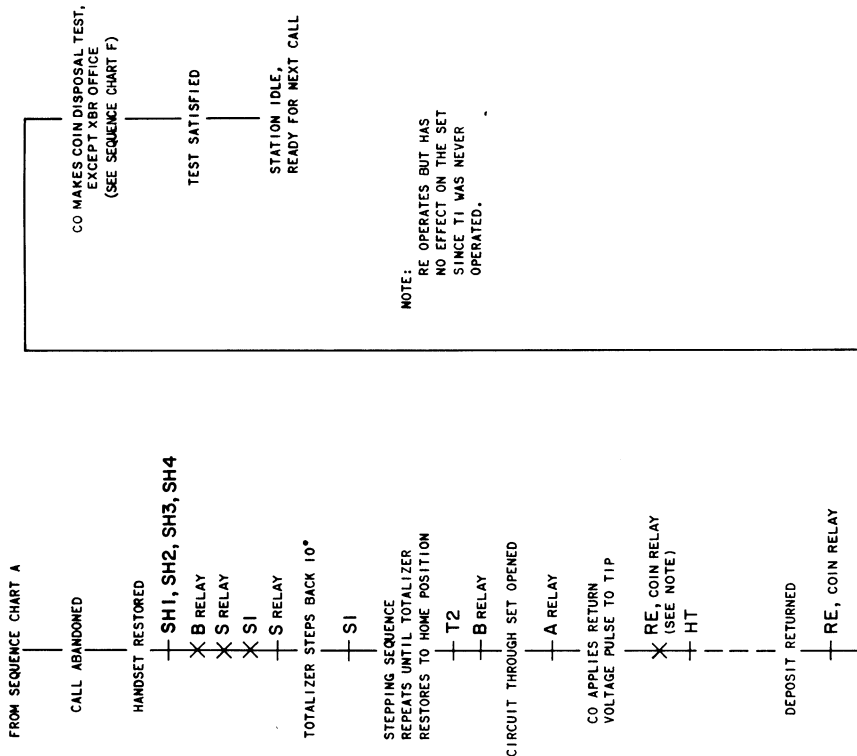 FROM SEQUENCE CHART A
CALL ABANDONED
HANDSET RESTORED
SH1, SH2, SH3, SH4
B RELAY
S RELAY
S1
S RELAY
TOTALIZER STEPS BACK 10°
S1
STEPPING SEQUENCE
REPEATS UNTIL TOTALIZER
RESTORES TO HOME POSITION
T2
B RELAY
CIRCUIT THROUGH SET OPENED
A RELAY
CO APPLIES RETURN
VOLTAGE PULSE TO TIP
RE, COIN RELAY
(SEE NOTE)
HT
DEPOSIT RETURNED
RE, COIN RELAY
CO MAKES COIN DISPOSAL TEST,
EXCEPT XBR OFFICE
(SEE SEQUENCE CHART F)
TEST SATISFIED
STATION IDLE,
READY FOR NEXT CALL
NOTE:
RE OPERATES BUT HAS
NO EFFECT ON THE SET
SINCE T1 WAS NEVER
OPERATED.